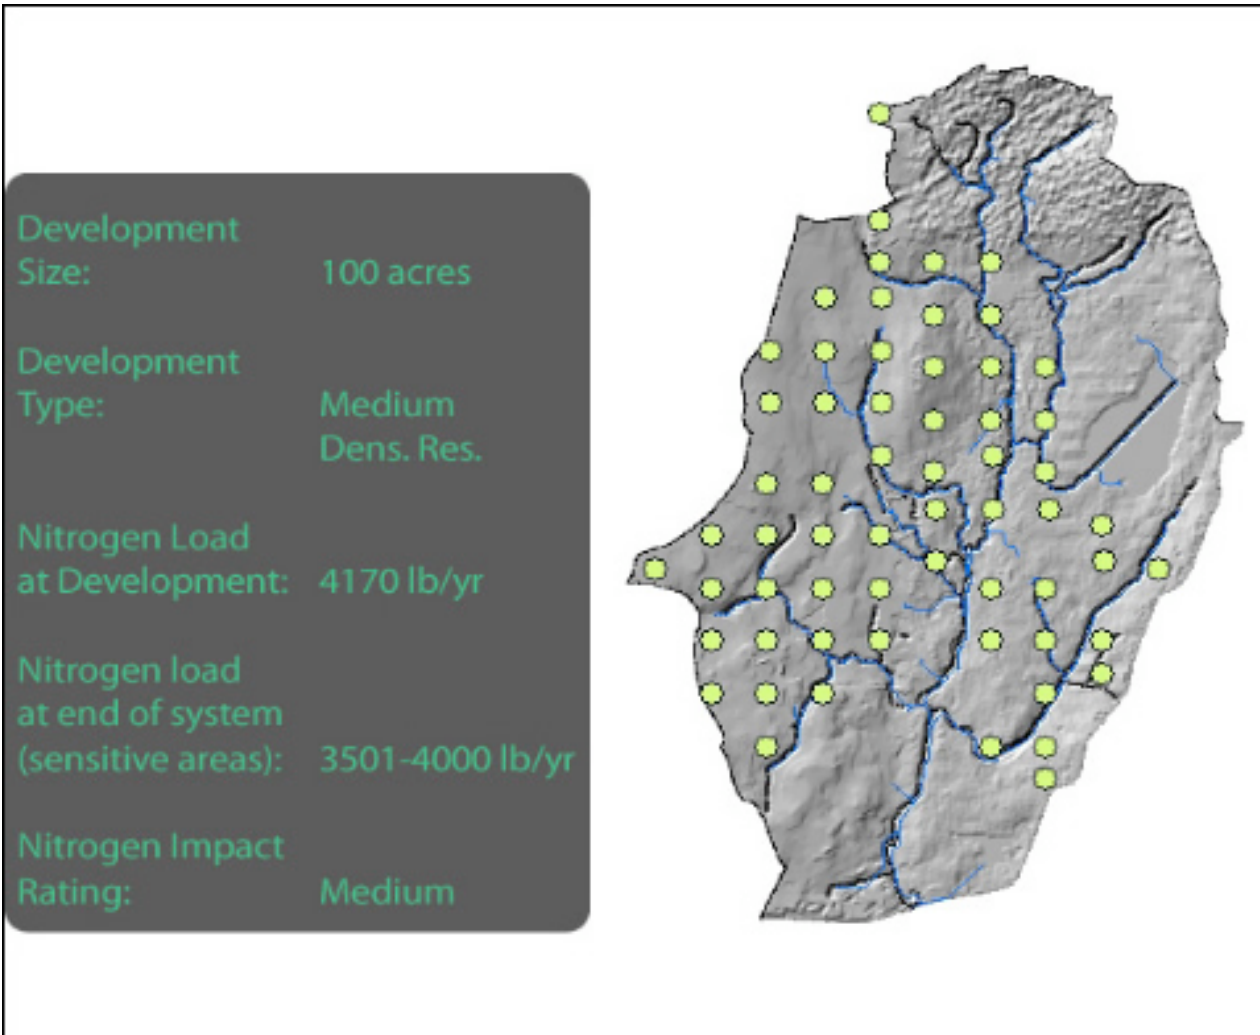 Development
Size: 100 acres
Development
Type: Medium
Dens. Res.
Nitrogen Load
at Development: 4170 lb/yr
Nitrogen load
at end of system
(sensitive areas): 3501-4000 lb/yr
Nitrogen Impact
Rating: Medium